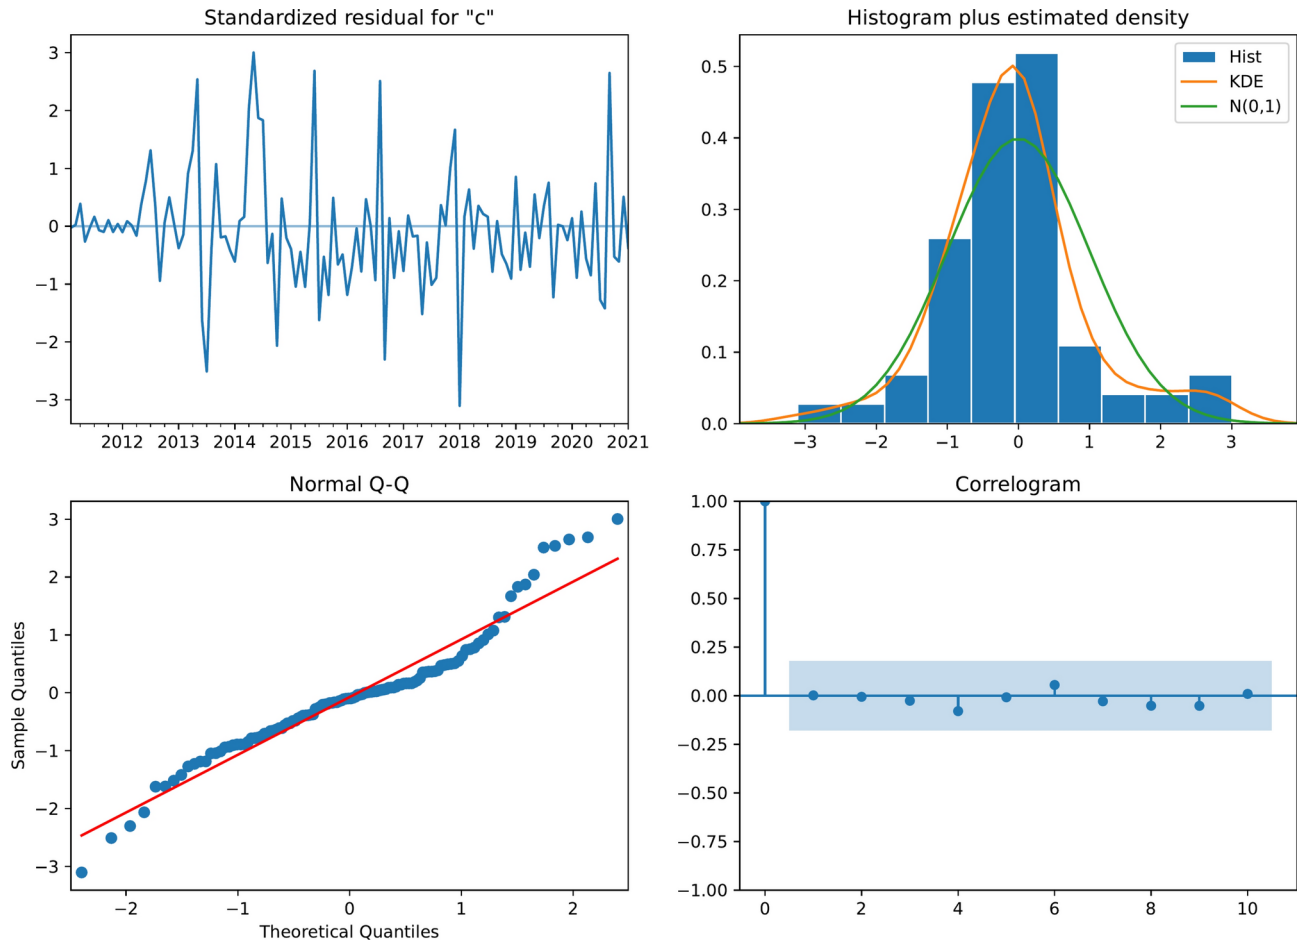 Standardized residual for "c"
3
2
1
0
−1
−2
−3
2012 2013 2014 2015 2016 2017 2018 2019 2020 2021
Histogram plus estimated density
Hist
KDE
N(0,1)
0.5
0.4
0.3
0.2
0.1
0.0
−3 −2 −1 0 1 2 3
Normal Q-Q
Sample Quantiles
3
2
1
0
−1
−2
−3
−2 −1 0 1 2
Theoretical Quantiles
Correlogram
1.00
0.75
0.50
0.25
0.00
−0.25
−0.50
−0.75
−1.00
0 2 4 6 8 10